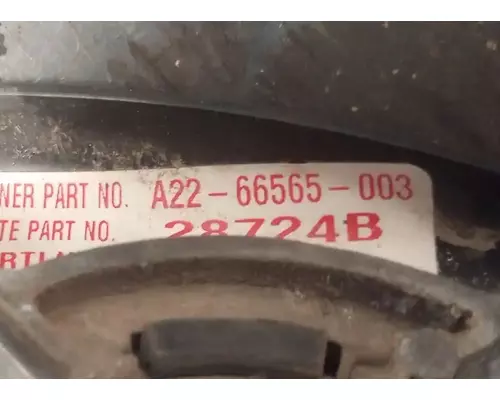 NER PART NO. A22-66565-003
TE PART NO. 28724B